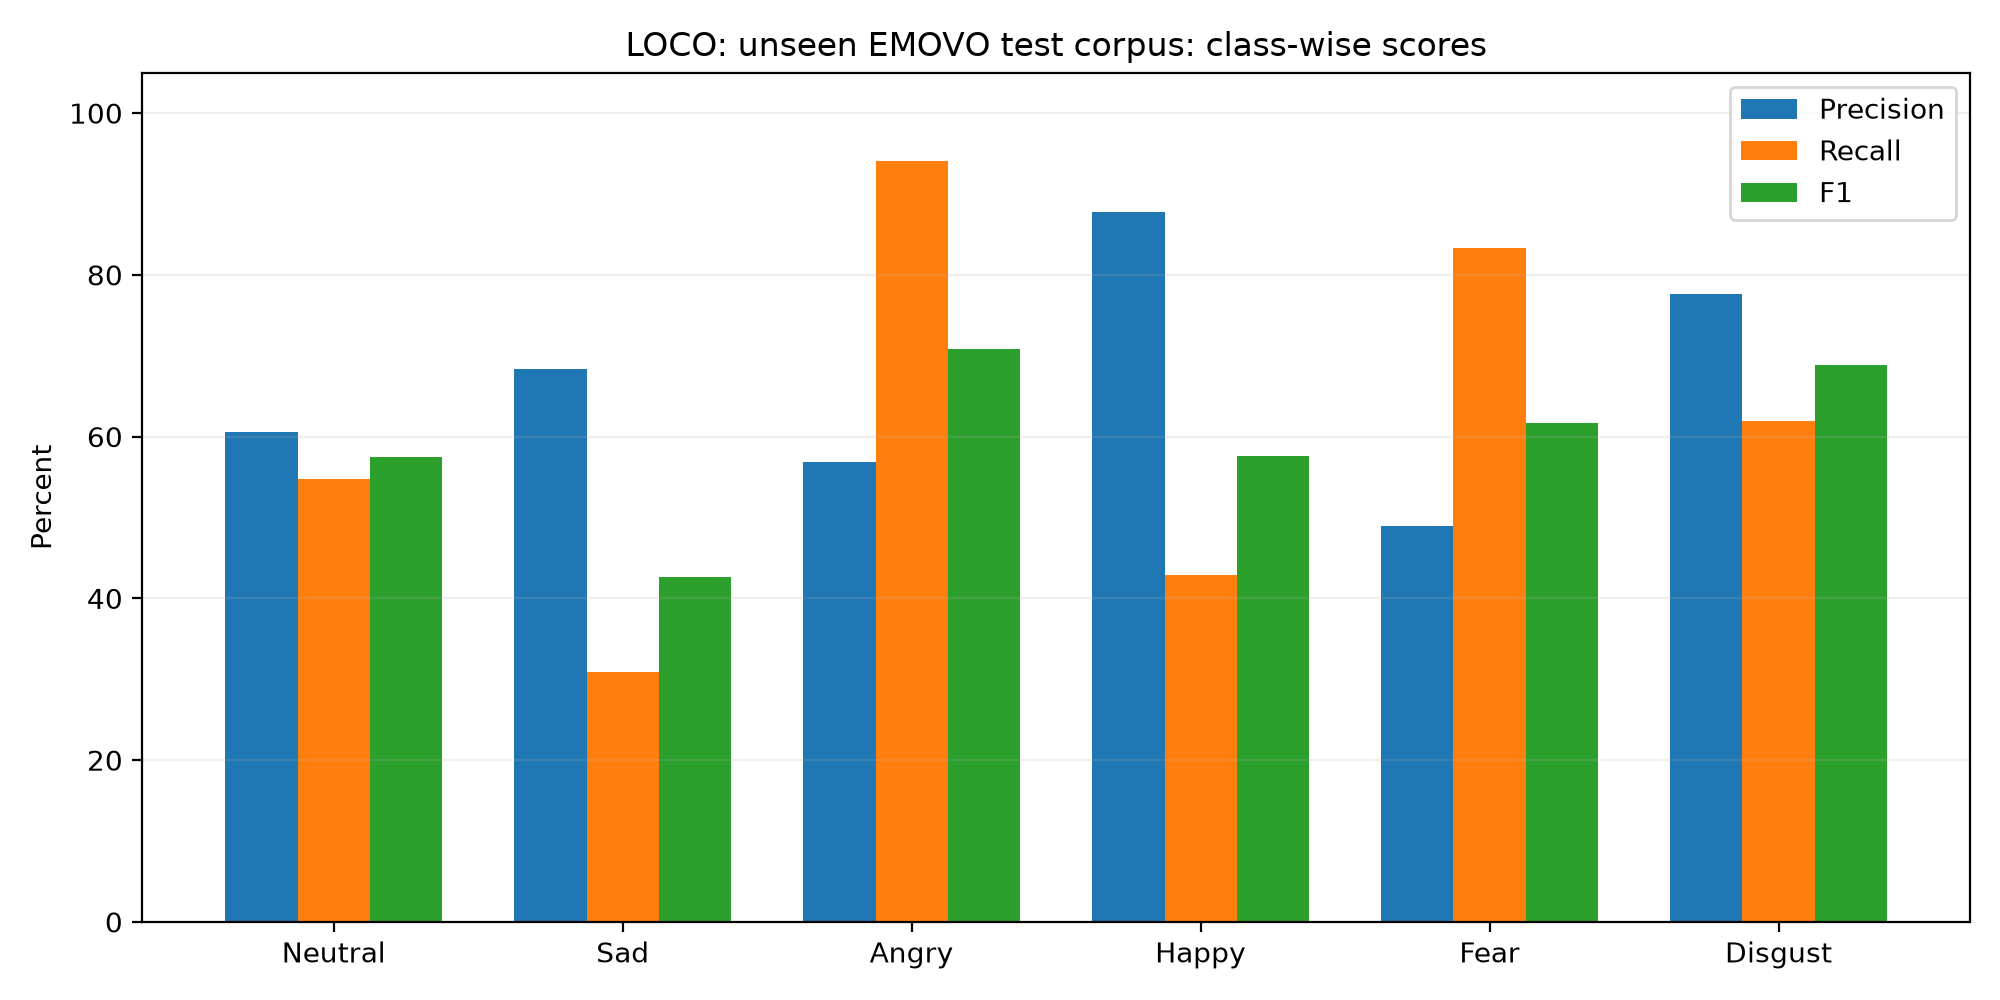 LOCO: unseen EMOVO test corpus: class-wise scores
Precision
Recall
F1
Percent
100
80
60
40
20
0
Neutral
Sad
Angry
Happy
Fear
Disgust